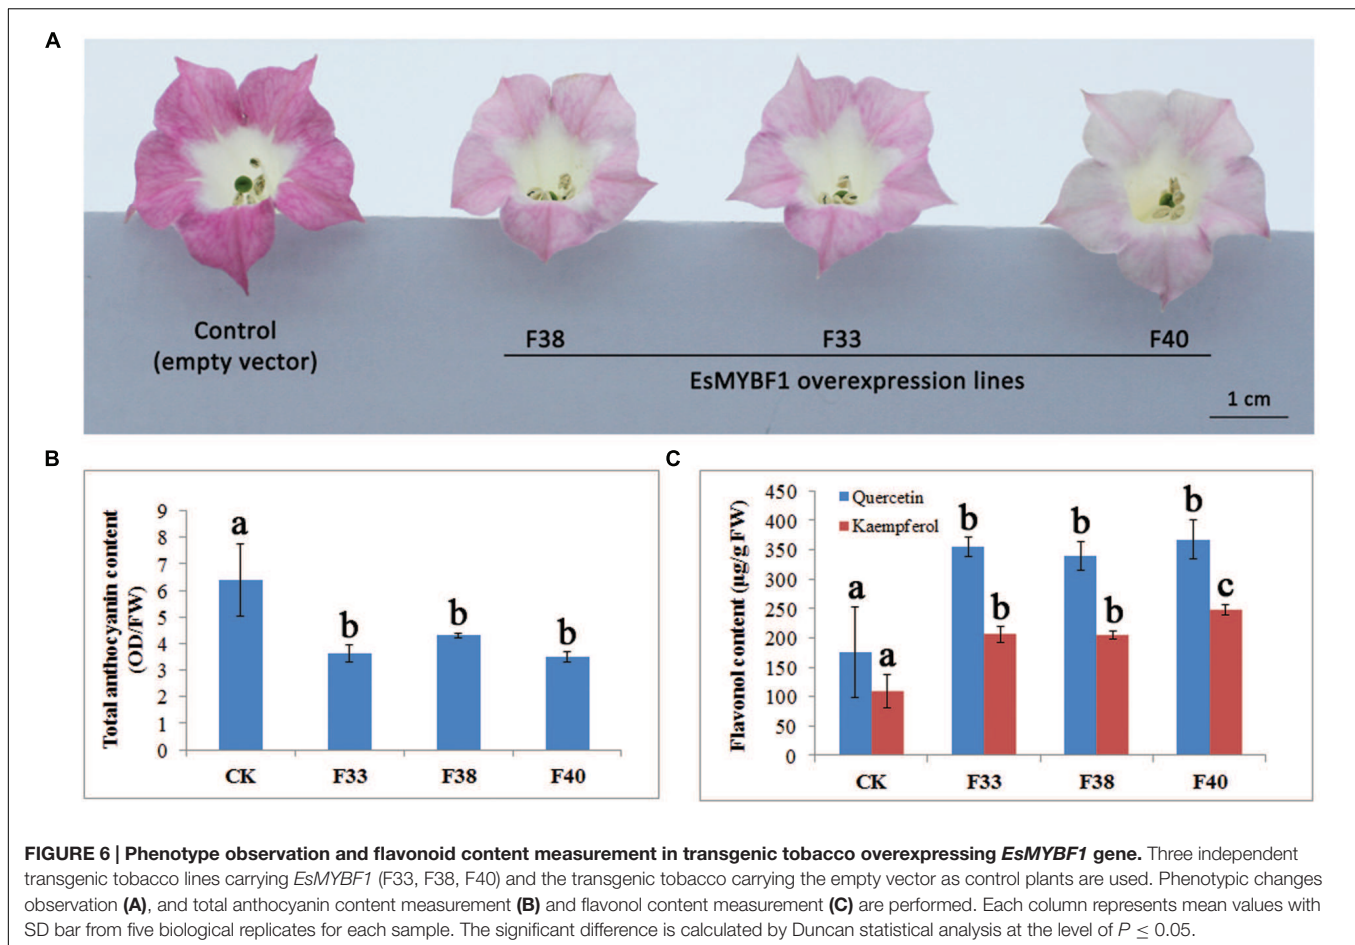 A
Control
(empty vector)
F38
F33
F40
EsMYBF1 overexpression lines
1 cm
B
Total anthocyanin content
(OD/FW)
9
8
7
6
5
4
3
2
1
0
a
b
b
b
CK
F33
F38
F40
C
Flavonol content (µg/g FW)
450
400
350
300
250
200
150
100
50
0
Quercetin
Kaempferol
a
a
b
b
b
b
b
c
CK
F33
F38
F40
FIGURE 6 | Phenotype observation and flavonoid content measurement in transgenic tobacco overexpressing EsMYBF1 gene. Three independent
transgenic tobacco lines carrying EsMYBF1 (F33, F38, F40) and the transgenic tobacco carrying the empty vector as control plants are used. Phenotypic changes
observation (A), and total anthocyanin content measurement (B) and flavonol content measurement (C) are performed. Each column represents mean values with
SD bar from five biological replicates for each sample. The significant difference is calculated by Duncan statistical analysis at the level of P ≤ 0.05.